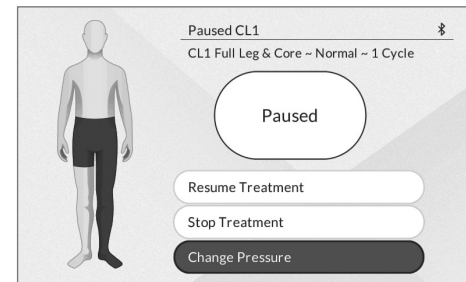 Paused CL1
CL1 Full Leg & Core ~ Normal ~ 1 Cycle
Paused
Resume Treatment
Stop Treatment
Change Pressure